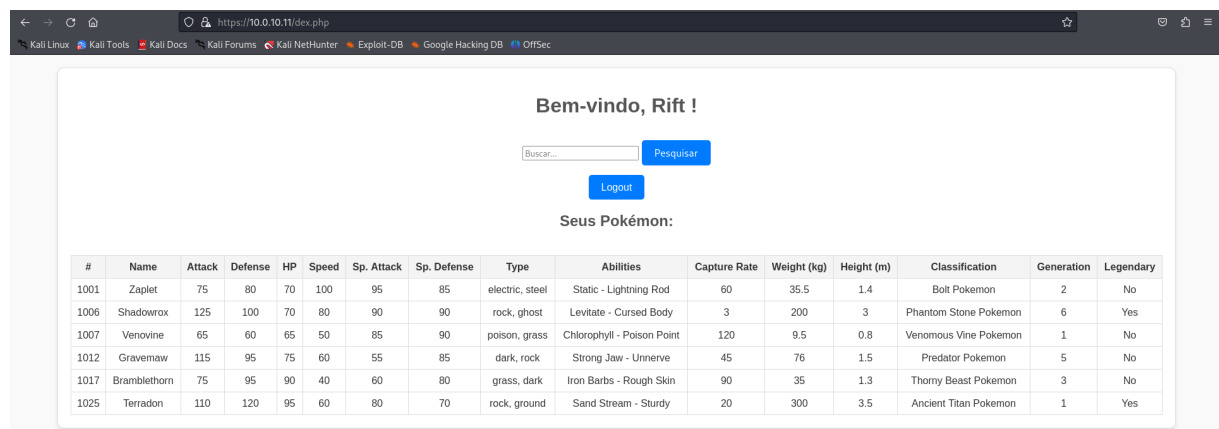 https://10.0.10.11/dex.php
Kali Linux Kali Tools Kali Docs Kali Forums Kali NetHunter Exploit-DB Google Hacking DB OffSec
Bem-vindo, Rift !
Buscar... Pesquisar
Logout
Seus Pokémon:
# Name Attack Defense HP Speed Sp. Attack Sp. Defense Type Abilities Capture Rate Weight (kg) Height (m) Classification Generation Legendary
1001 Zaplet 75 80 70 100 95 85 electric, steel Static - Lightning Rod 60 35.5 1.4 Bolt Pokemon 2 No
1006 Shadowrox 125 100 70 80 90 90 rock, ghost Levitate - Cursed Body 3 200 3 Phantom Stone Pokemon 6 Yes
1007 Venovine 65 60 65 50 85 90 poison, grass Chlorophyll - Poison Point 120 9.5 0.8 Venomous Vine Pokemon 1 No
1012 Gravemaw 115 95 75 60 55 85 dark, rock Strong Jaw - Unnerve 45 76 1.5 Predator Pokemon 5 No
1017 Bramblethorn 75 95 90 40 60 80 grass, dark Iron Barbs - Rough Skin 90 35 1.3 Thorny Beast Pokemon 3 No
1025 Terradon 110 120 95 60 80 70 rock, ground Sand Stream - Sturdy 20 300 3.5 Ancient Titan Pokemon 1 Yes